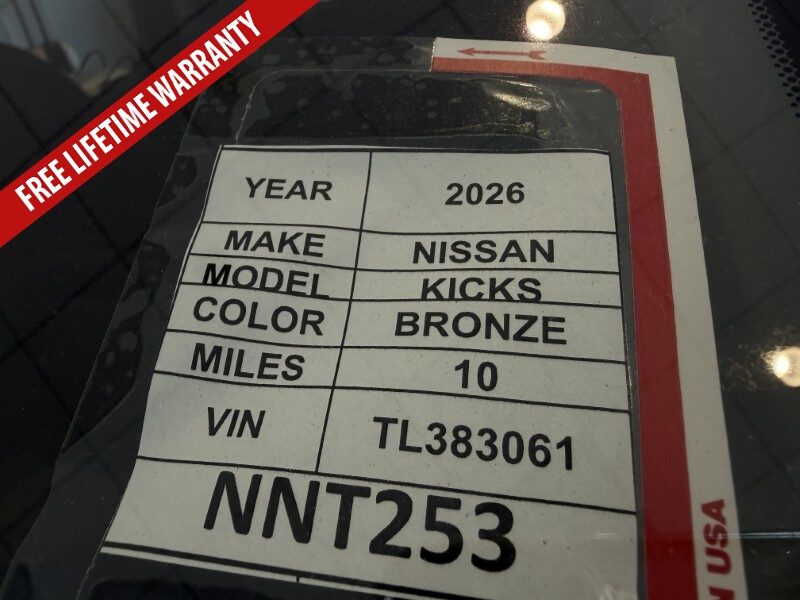 FREE LIFETIME WARRANTY
YEAR 2026
MAKE NISSAN
MODEL KICKS
COLOR BRONZE
MILES 10
VIN TL383061
NNT253
USA